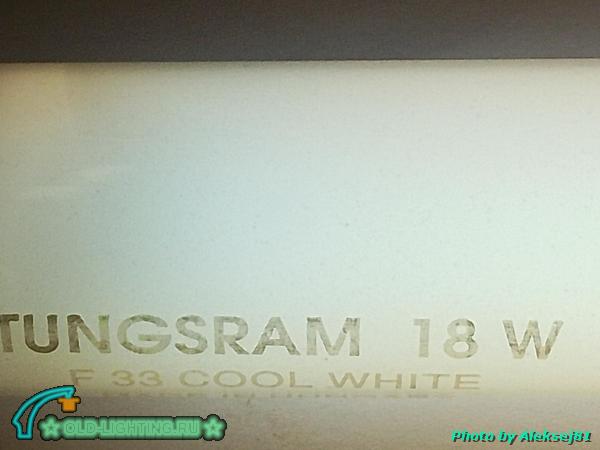 TUNGSRAM 18 W
F 33 COOL WHITE
☆ OLD-LIGHTING.RU ☆
Photo by Aleksej81